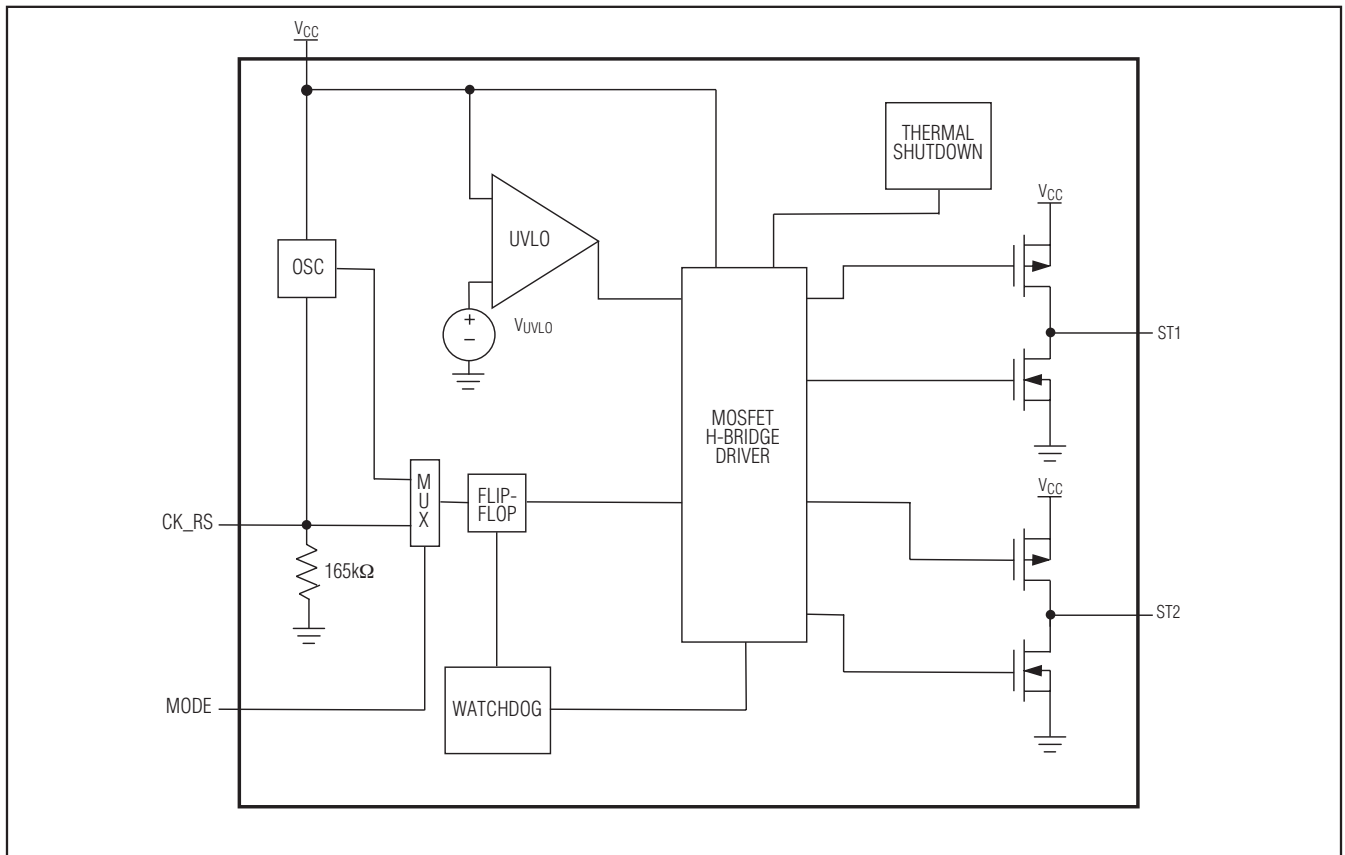 VCC
THERMAL
SHUTDOWN
VCC
UVLO
OSC
+
−
VUVLO
ST1
MOSFET
H-BRIDGE
DRIVER
MUX
FLIP-
FLOP
VCC
CK_RS
165kΩ
ST2
MODE
WATCHDOG